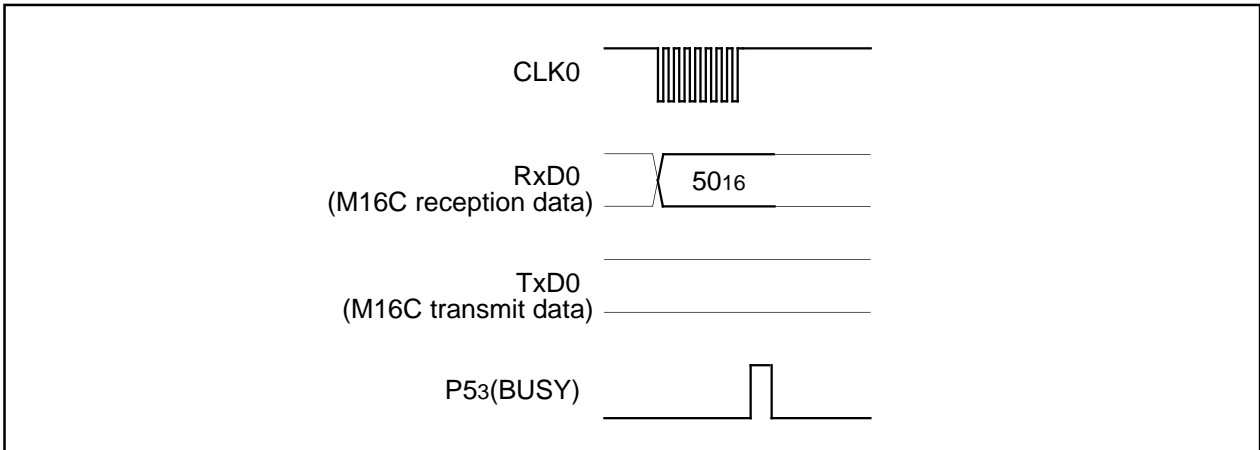 CLK0
RxD0
(M16C reception data)
5016
TxD0
(M16C transmit data)
P53(BUSY)